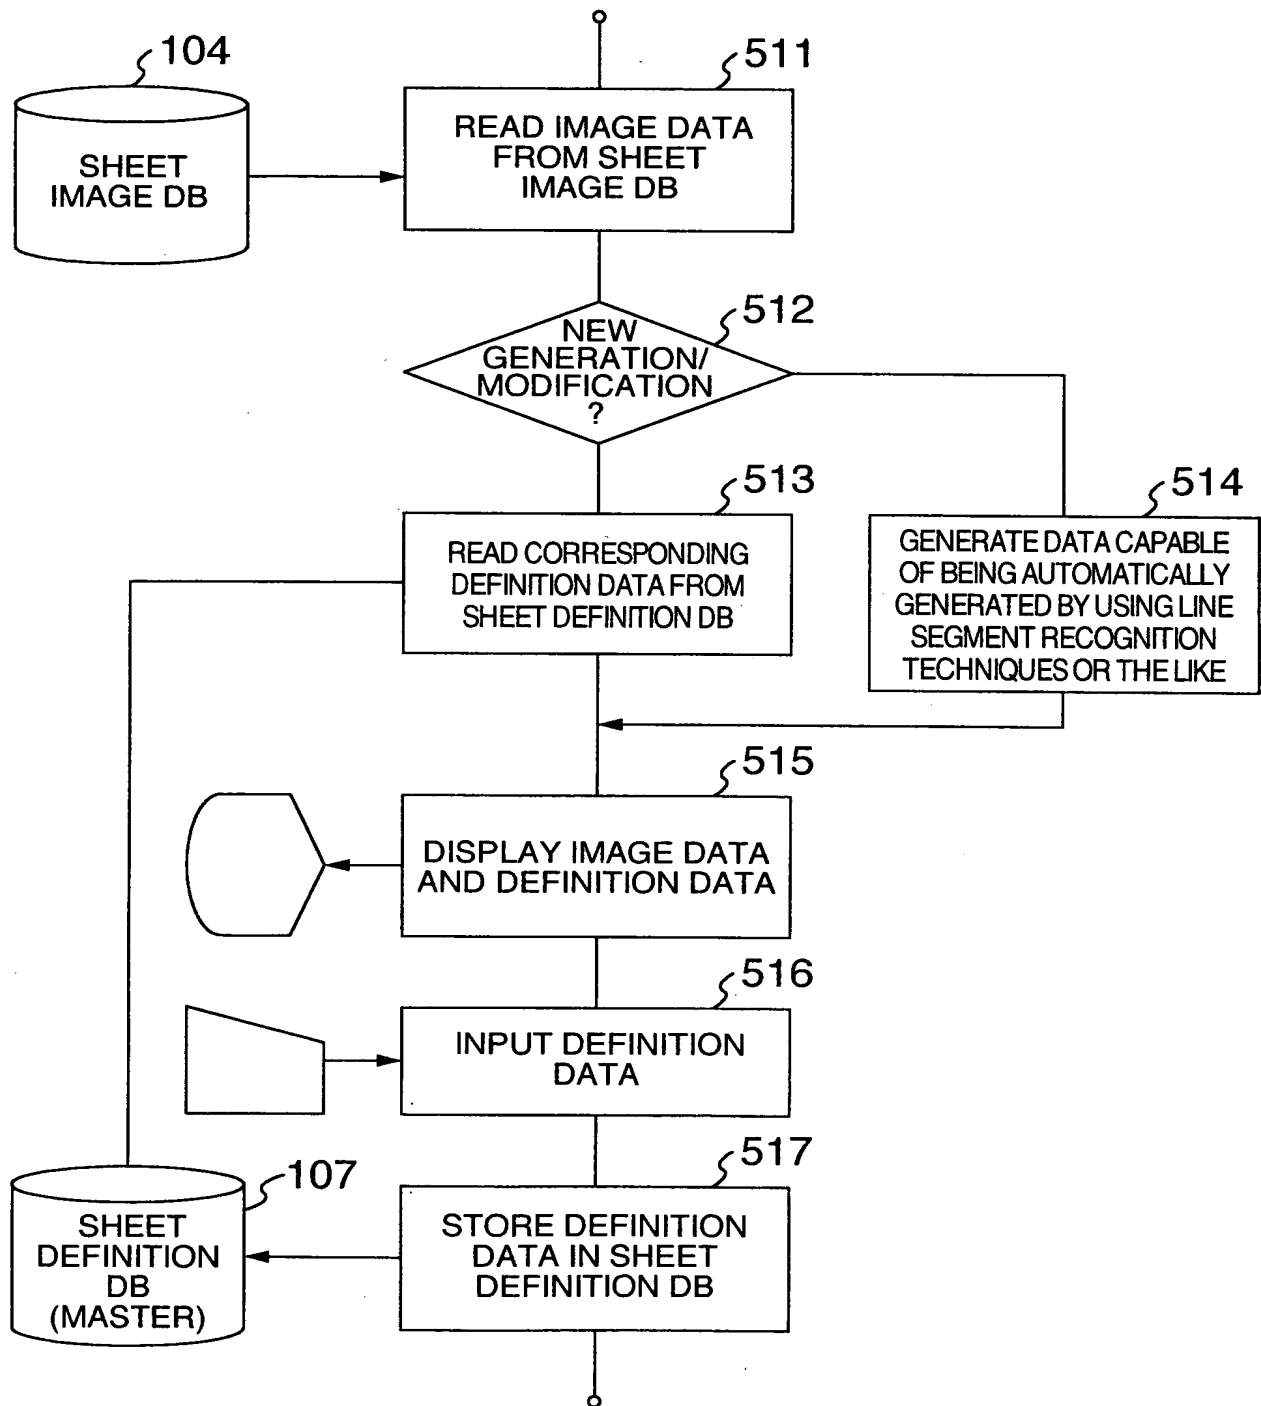 104
SHEET
IMAGE DB
511
READ IMAGE DATA
FROM SHEET
IMAGE DB
512
NEW
GENERATION/
MODIFICATION
?
513
READ CORRESPONDING
DEFINITION DATA FROM
SHEET DEFINITION DB
514
GENERATE DATA CAPABLE
OF BEING AUTOMATICALLY
GENERATED BY USING LINE
SEGMENT RECOGNITION
TECHNIQUES OR THE LIKE
515
DISPLAY IMAGE DATA
AND DEFINITION DATA
516
INPUT DEFINITION
DATA
517
STORE DEFINITION
DATA IN SHEET
DEFINITION DB
107
SHEET
DEFINITION
DB
(MASTER)